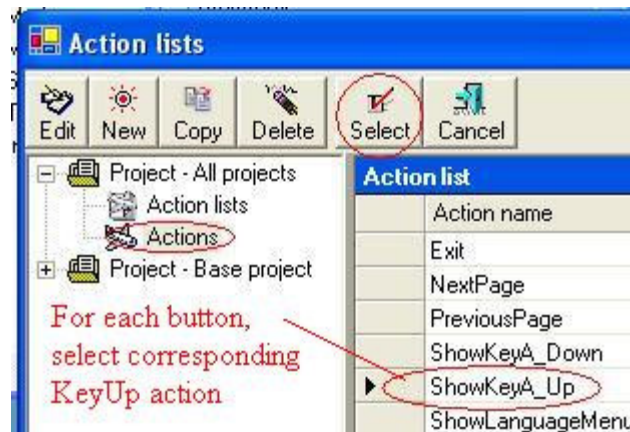 Action lists
Edit New Copy Delete Select Cancel
Project - All projects
Action lists
Actions
Project - Base project
For each button,
select corresponding
KeyUp action
Action list
Action name
Exit
NextPage
PreviousPage
ShowKeyA_Down
ShowKeyA_Up
ShowLanguageMenu